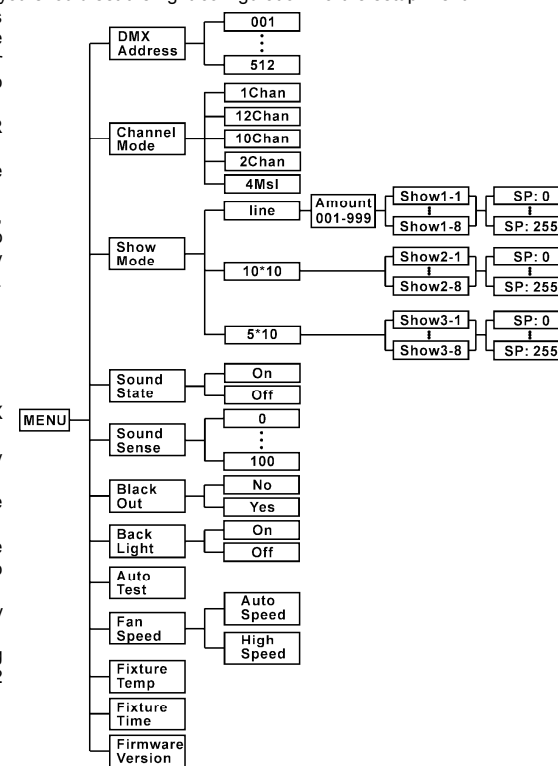 DMX
Address
001
512
Channel
Mode
1Chan
12Chan
10Chan
2Chan
4Msl
Show
Mode
line
Amount
001-999
Show1-1
Show1-8
SP: 0
SP: 255
10*10
Show2-1
Show2-8
SP: 0
SP: 255
5*10
Show3-1
Show3-8
SP: 0
SP: 255
MENU
Sound
State
On
Off
Sound
Sense
0
100
Black
Out
No
Yes
Back
Light
On
Off
Auto
Test
Fan
Speed
Auto
Speed
High
Speed
Fixture
Temp
Fixture
Time
Firmware
Version